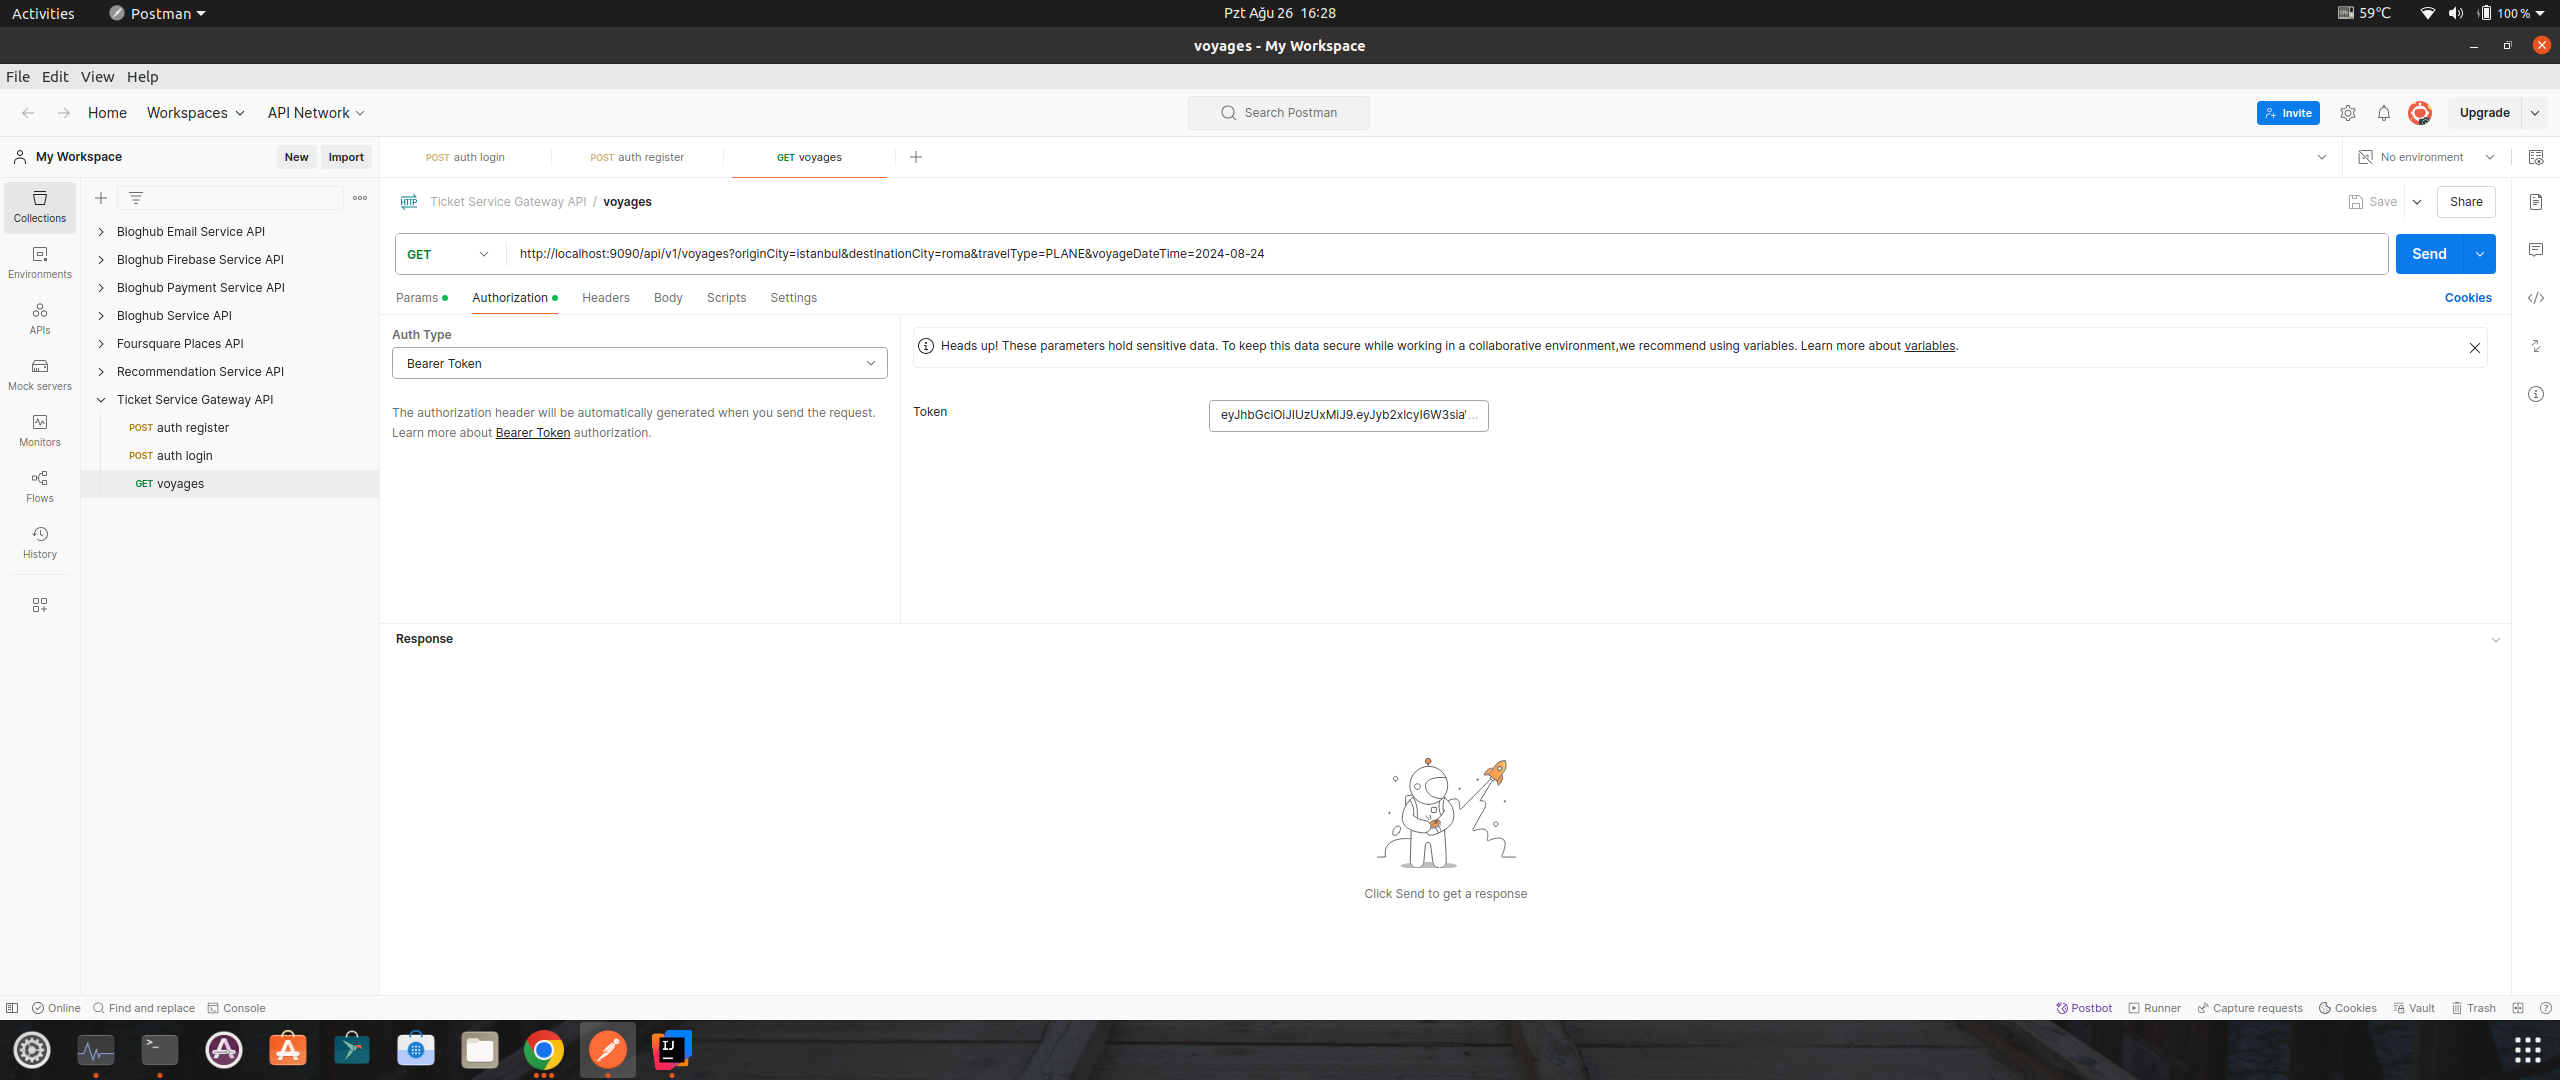 Activities Postman Pzt Ağu 26 16:28 59°C 100 %
voyages - My Workspace
File Edit View Help
Home Workspaces API Network Search Postman Invite Upgrade
My Workspace New Import POST auth login POST auth register GET voyages No environment
Collections
Environments
APIs
Mock servers
Monitors
Flows
History
Bloghub Email Service API
Bloghub Firebase Service API
Bloghub Payment Service API
Bloghub Service API
Foursquare Places API
Recommendation Service API
Ticket Service Gateway API
POST auth register
POST auth login
GET voyages
HTTP Ticket Service Gateway API / voyages Save Share
GET http://localhost:9090/api/v1/voyages?originCity=istanbul&destinationCity=roma&travelType=PLANE&voyageDateTime=2024-08-24 Send
Params Authorization Headers Body Scripts Settings Cookies
Auth Type
Bearer Token
The authorization header will be automatically generated when you send the request.
Learn more about Bearer Token authorization.
Heads up! These parameters hold sensitive data. To keep this data secure while working in a collaborative environment,we recommend using variables. Learn more about variables.
Token eyJhbGciOiJIUzUxMiJ9.eyJyb2xlcyI6W3sia'...
Response
Click Send to get a response
Online Find and replace Console Postbot Runner Capture requests Cookies Vault Trash
>_
IJ